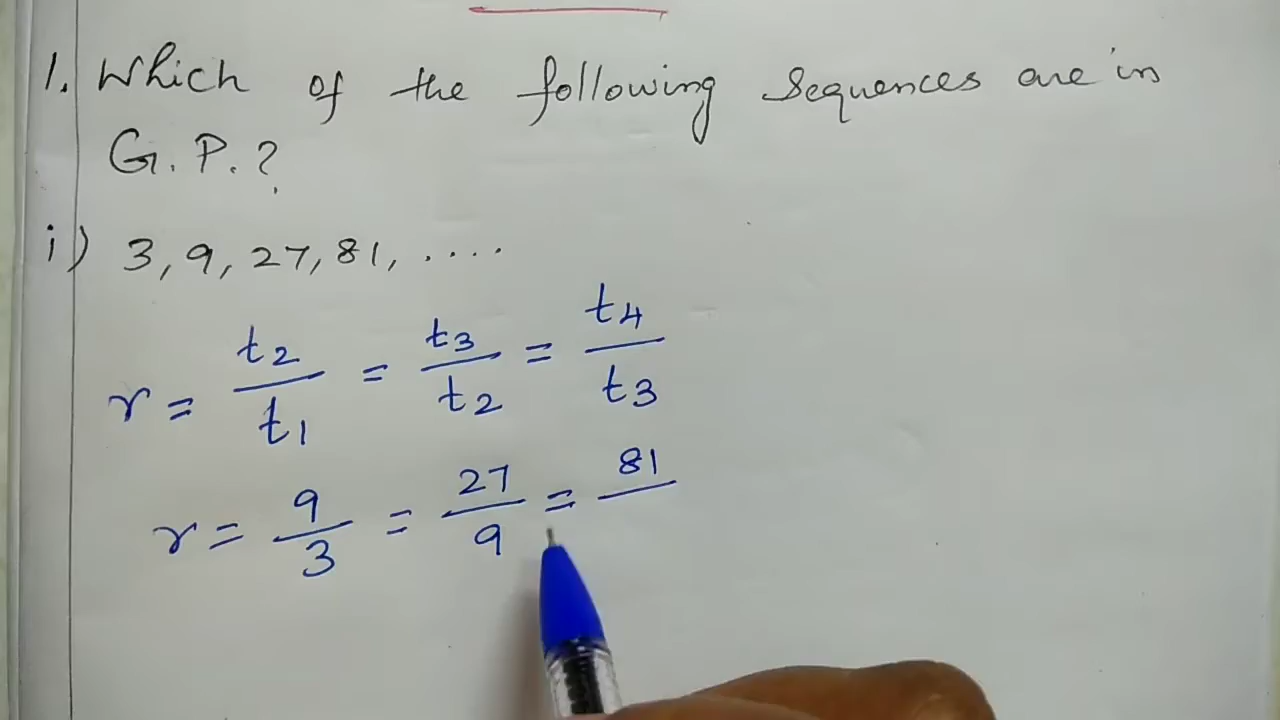 1. Which of the following sequences are in
G.P.?
i) 3, 9, 27, 81, ....
r = t2/t1 = t3/t2 = t4/t3
r = 9/3 = 27/9 = 81/